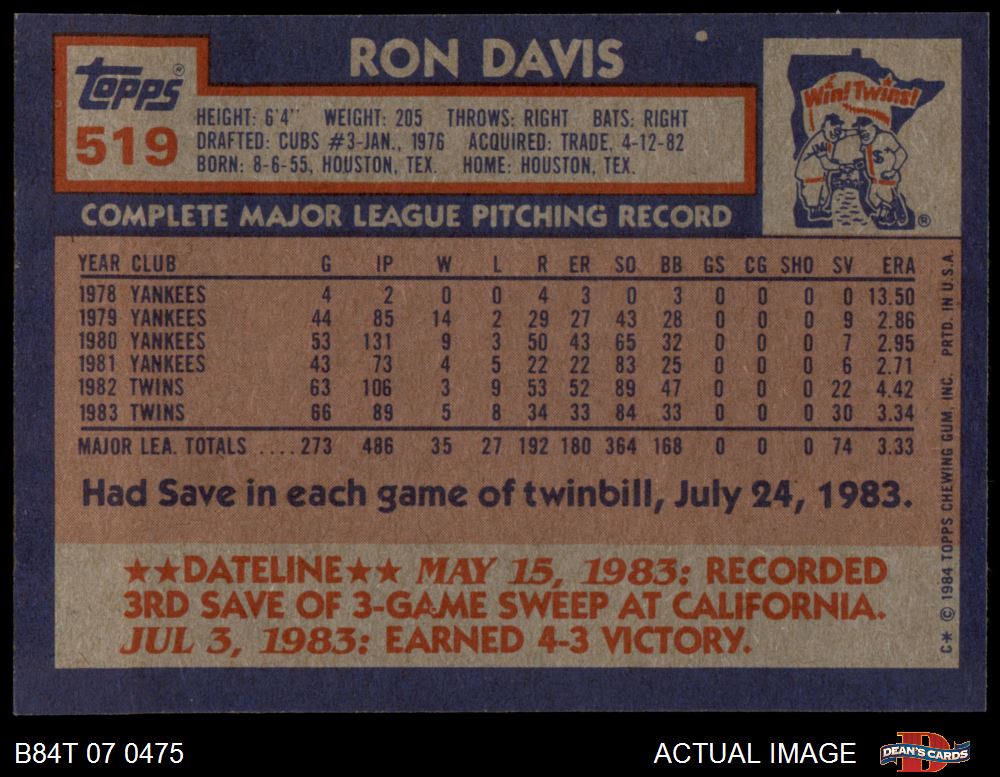 RON DAVIS
TOPPS®
519
HEIGHT: 6'4" WEIGHT: 205 THROWS: RIGHT BATS: RIGHT
DRAFTED: CUBS #3-JAN., 1976 ACQUIRED: TRADE, 4-12-82
BORN: 8-6-55, HOUSTON, TEX. HOME: HOUSTON, TEX.
Win! Twins!
M S
®
COMPLETE MAJOR LEAGUE PITCHING RECORD
YEAR CLUB G IP W L R ER SO BB GS CG SHO SV ERA
1978 YANKEES 4 2 0 0 4 3 0 3 0 0 0 0 13.50
1979 YANKEES 44 85 14 2 29 27 43 28 0 0 0 9 2.86
1980 YANKEES 53 131 9 3 50 43 65 32 0 0 0 7 2.95
1981 YANKEES 43 73 4 5 22 22 83 25 0 0 0 6 2.71
1982 TWINS 63 106 3 9 53 52 89 47 0 0 0 22 4.42
1983 TWINS 66 89 5 8 34 33 84 33 0 0 0 30 3.34
MAJOR LEA. TOTALS ....273 486 35 27 192 180 364 168 0 0 0 74 3.33
Had Save in each game of twinbill, July 24, 1983.
★★DATELINE★★ MAY 15, 1983: RECORDED
3RD SAVE OF 3-GAME SWEEP AT CALIFORNIA.
JUL 3, 1983: EARNED 4-3 VICTORY.
C* © 1984 TOPPS CHEWING GUM, INC. PRTD. IN U.S.A.
B84T 07 0475
ACTUAL IMAGE
D
DEAN'S CARDS